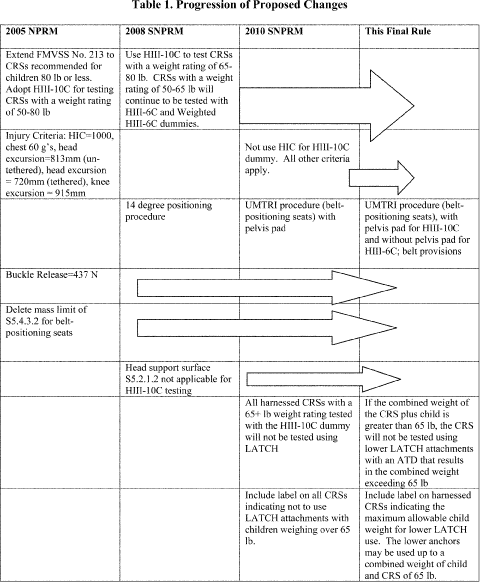 Table 1. Progression of Proposed Changes
2005 NPRM
2008 SNPRM
2010 SNPRM
This Final Rule
Extend FMVSS No. 213 to
CRSs recommended for
children 80 lb or less.
Adopt HIII-10C for testing
CRSs with a weight rating
of 50-80 lb
Use HIII-10C to test CRSs
with a weight rating of 65-
80 lb. CRSs with a weight
rating of 50-65 lb will
continue to be tested with
HIII-6C and Weighted
HIII-6C dummies.
Injury Criteria: HIC=1000,
chest 60 g's, head
excursion=813mm (un-
tethered), head excursion
= 720mm (tethered), knee
excursion = 915mm
Not use HIC for HIII-10C
dummy. All other criteria
apply.
14 degree positioning
procedure
UMTRI procedure (belt-
positioning seats) with
pelvis pad
UMTRI procedure (belt-
positioning seats), with
pelvis pad for HIII-10C
and without pelvis pad for
HIII-6C; belt provisions
Buckle Release=437 N
Delete mass limit of
S5.4.3.2 for belt-
positioning seats
Head support surface
S5.2.1.2 not applicable for
HIII-10C testing
All harnessed CRSs with a
65+ lb weight rating tested
with the HIII-10C dummy
will not be tested using
LATCH
If the combined weight of
the CRS plus child is
greater than 65 lb, the CRS
will not be tested using
lower LATCH attachments
with an ATD that results
in the combined weight
exceeding 65 lb
Include label on all CRSs
indicating not to use
LATCH attachments with
children weighing over 65
lb.
Include label on harnessed
CRSs indicating the
maximum allowable child
weight for lower LATCH
use. The lower anchors
may be used up to a
combined weight of child
and CRS of 65 lb.